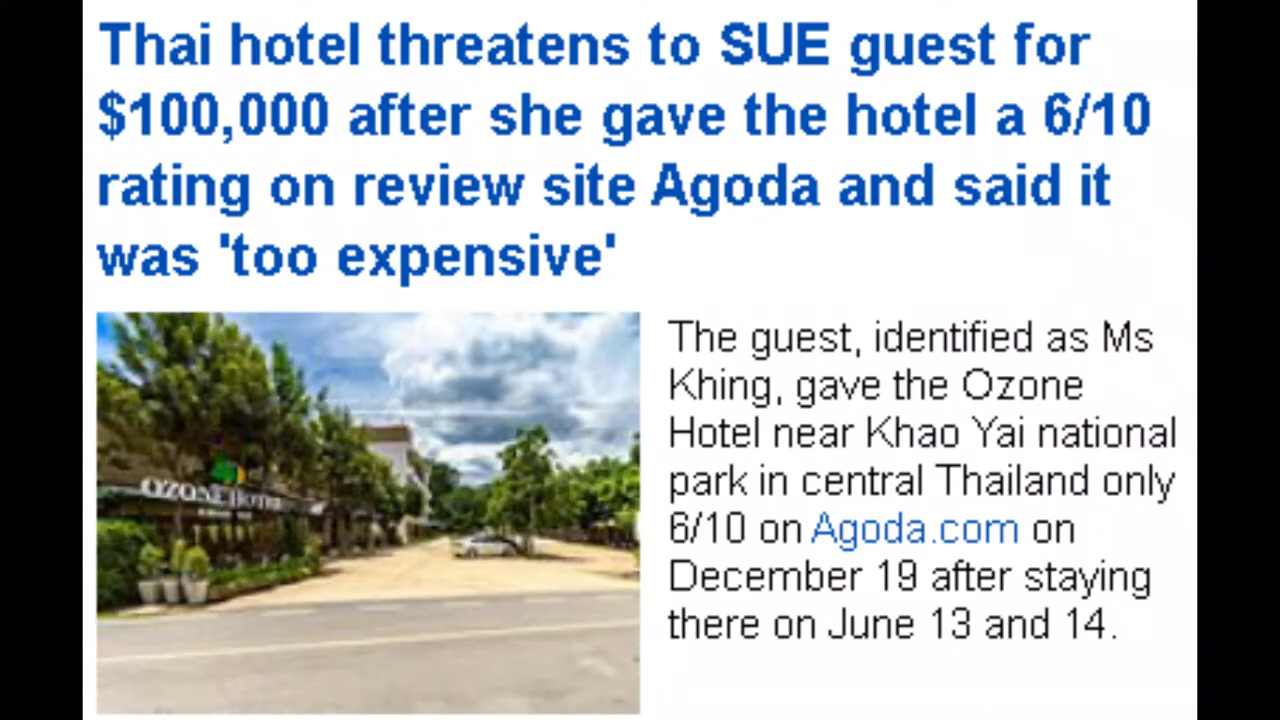 Thai hotel threatens to SUE guest for
$100,000 after she gave the hotel a 6/10
rating on review site Agoda and said it
was 'too expensive'
The guest, identified as Ms
Khing, gave the Ozone
Hotel near Khao Yai national
park in central Thailand only
6/10 on Agoda.com on
December 19 after staying
there on June 13 and 14.
OZONE HOTEL